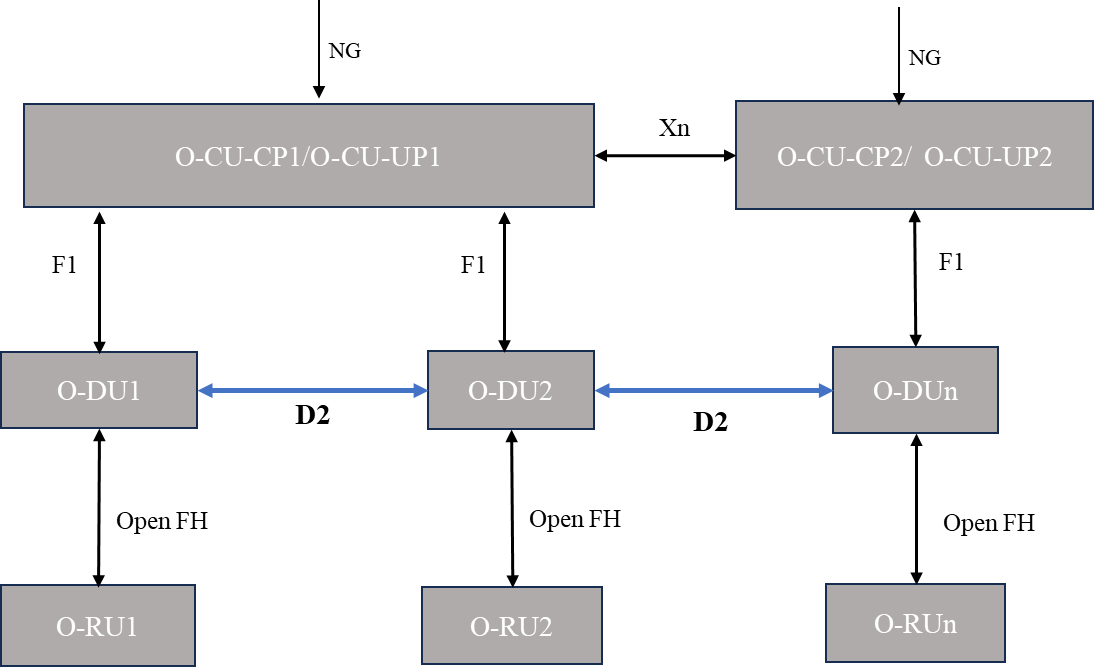 NG
NG
O-CU-CP1/O-CU-UP1
Xn
O-CU-CP2/ O-CU-UP2
F1
F1
F1
O-DU1
D2
O-DU2
D2
O-DUn
Open FH
Open FH
Open FH
O-RU1
O-RU2
O-RUn